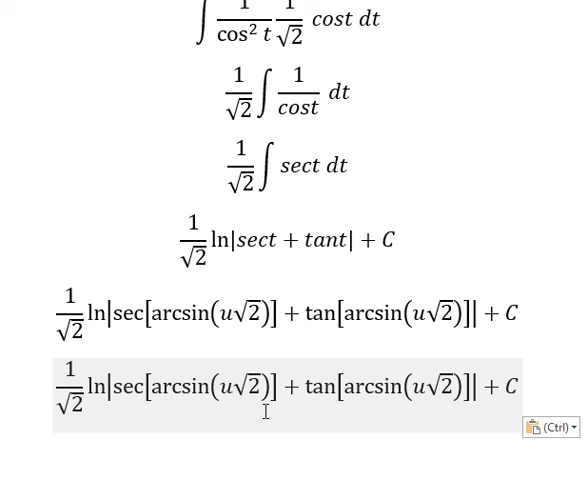 ∫ 1/cos² t 1/√2 cost dt
1/√2 ∫ 1/cost dt
1/√2 ∫ sect dt
1/√2 ln|sect + tant| + C
1/√2 ln|sec[arcsin(u√2)] + tan[arcsin(u√2)]| + C
1/√2 ln|sec[arcsin(u√2)] + tan[arcsin(u√2)]| + C
(Ctrl)